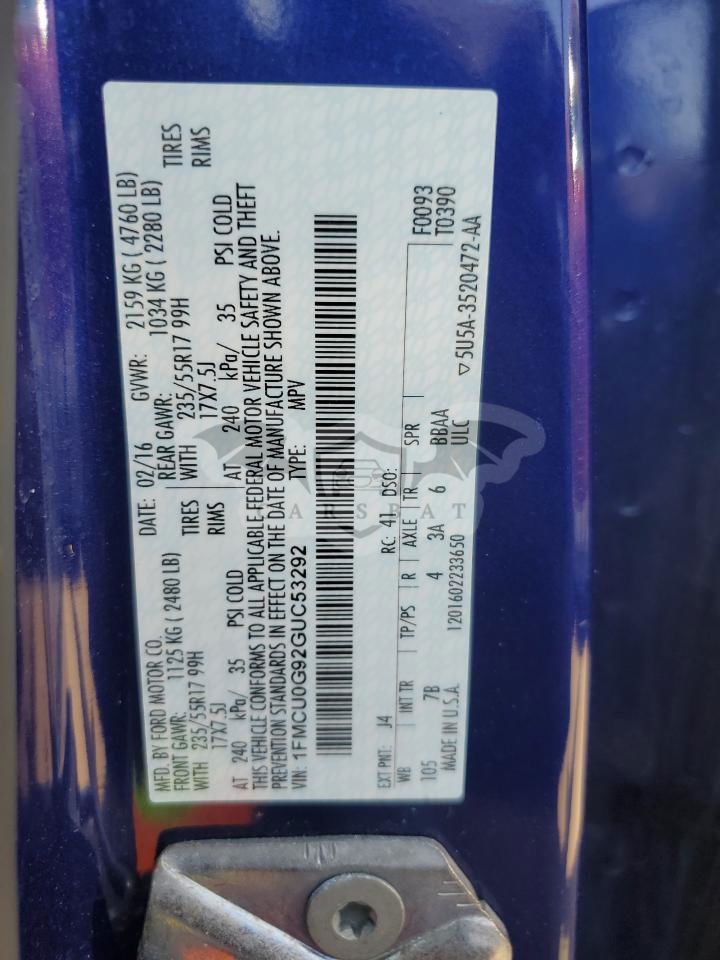 MFD. BY FORD MOTOR CO. DATE: 02/16 GVWR: 2159 KG ( 4760 LB)
FRONT GAWR: 1125 KG ( 2480 LB) REAR GAWR: 1034 KG ( 2280 LB)
WITH 235/55R17 99H TIRES WITH 235/55R17 99H TIRES
17X7.5J RIMS 17X7.5J RIMS
AT 240 kPa/ 35 PSI COLD AT 240 kPa/ 35 PSI COLD
THIS VEHICLE CONFORMS TO ALL APPLICABLE FEDERAL MOTOR VEHICLE SAFETY AND THEFT
PREVENTION STANDARDS IN EFFECT ON THE DATE OF MANUFACTURE SHOWN ABOVE.
VIN: 1FMCU0G92GUC53292 TYPE: MPV
EXT PNT: J4 RC: 41 DSO: F0093
T0390
WB INT TR TP/PS R AXLE TR SPR
105 7B 4 3A 6 BBAA
MADE IN U.S.A. 1201602233650 ULC ▽5U5A-3520472-AA
CARSBAT